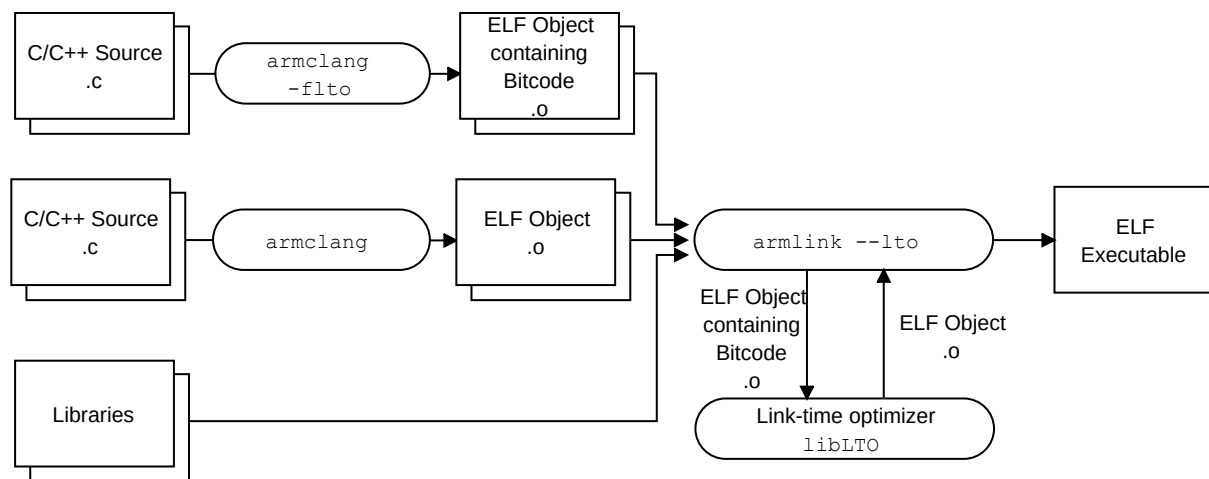 C/C++ Source
.c
armclang
-flto
ELF Object
containing
Bitcode
.o
C/C++ Source
.c
armclang
ELF Object
.o
armlink --lto
ELF
Executable
ELF Object
containing
Bitcode
.o
ELF Object
.o
Libraries
Link-time optimizer
libLTO